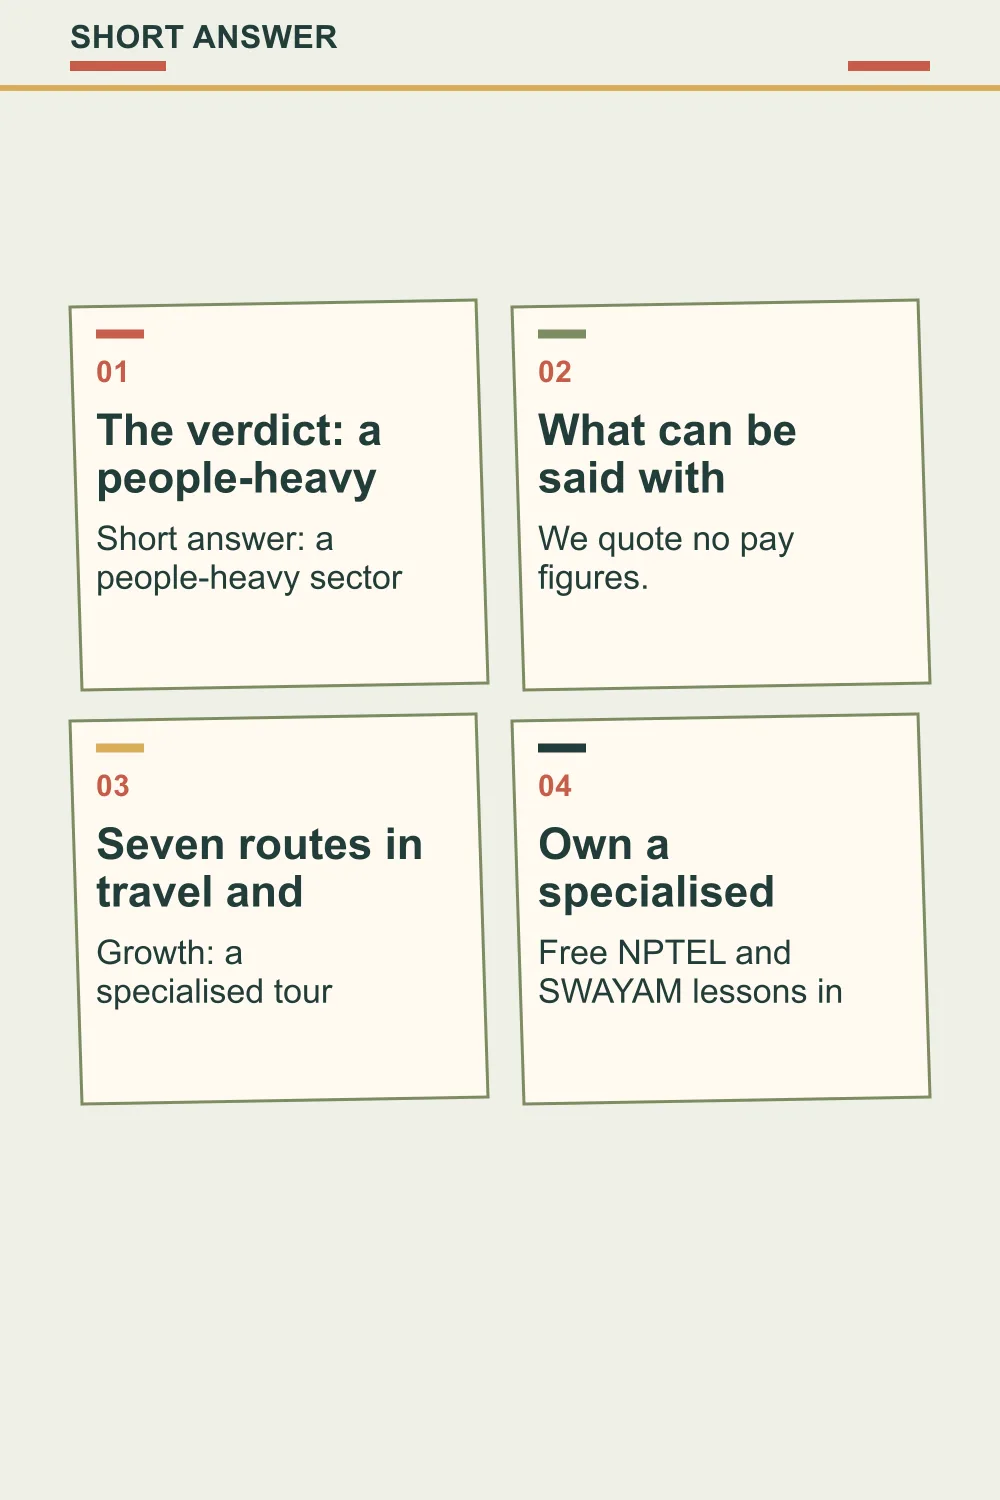 SHORT ANSWER
01
The verdict: a
people-heavy
Short answer: a
people-heavy sector
02
What can be
said with
We quote no pay
figures.
03
Seven routes in
travel and
Growth: a
specialised tour
04
Own a
specialised
Free NPTEL and
SWAYAM lessons in